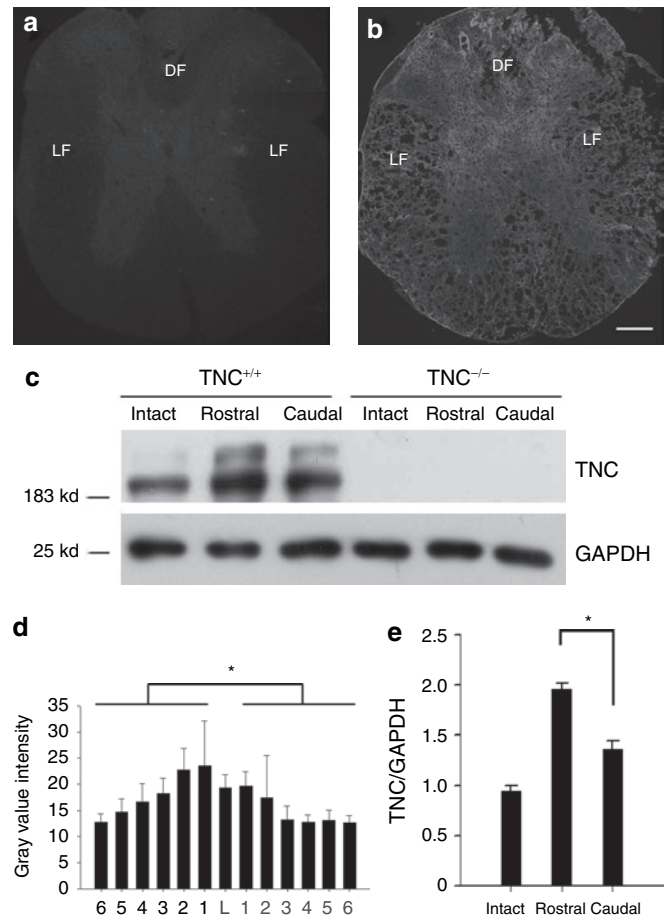 a
DF
LF
LF
b
DF
LF
LF
c
TNC+/+
TNC−/−
Intact Rostral Caudal Intact Rostral Caudal
TNC
183 kd
25 kd
GAPDH
d
*
Gray value intensity
35
30
25
20
15
10
5
0
6 5 4 3 2 1 L 1 2 3 4 5 6
e
*
TNC/GAPDH
2.5
2.0
1.5
1.0
0.5
0
Intact Rostral Caudal